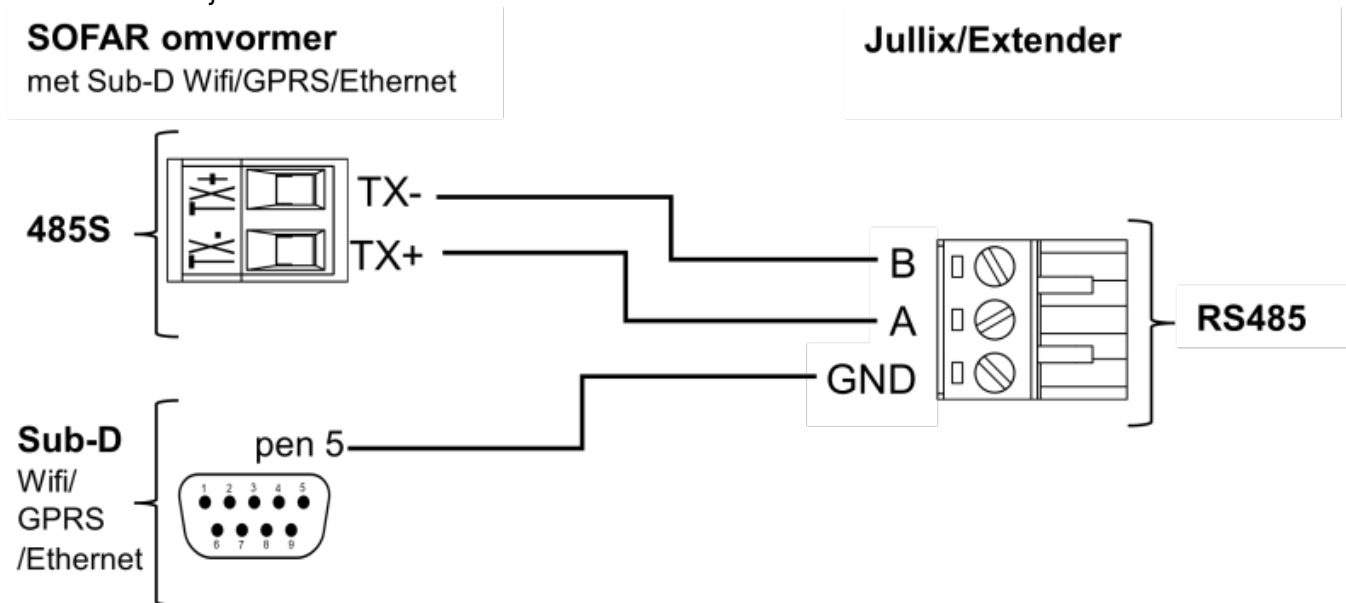 SOFAR omvormer
met Sub-D Wifi/GPRS/Ethernet
Jullix/Extender
485S
TX+
TX-
TX-
TX+
B
A
GND
RS485
Sub-D
Wifi/
GPRS
/Ethernet
pen 5
1 2 3 4 5
6 7 8 9